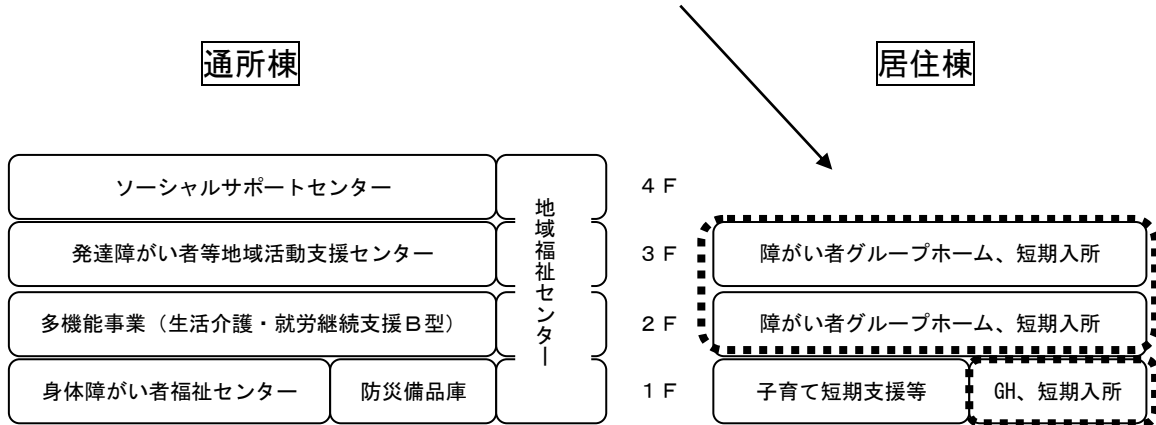 通所棟
居住棟
ソーシャルサポートセンター
地域福祉センター
4F
発達障がい者等地域活動支援センター
3F
障がい者グループホーム、短期入所
多機能事業（生活介護・就労継続支援B型）
2F
障がい者グループホーム、短期入所
身体障がい者福祉センター
防災備品庫
1F
子育て短期支援等
GH、短期入所